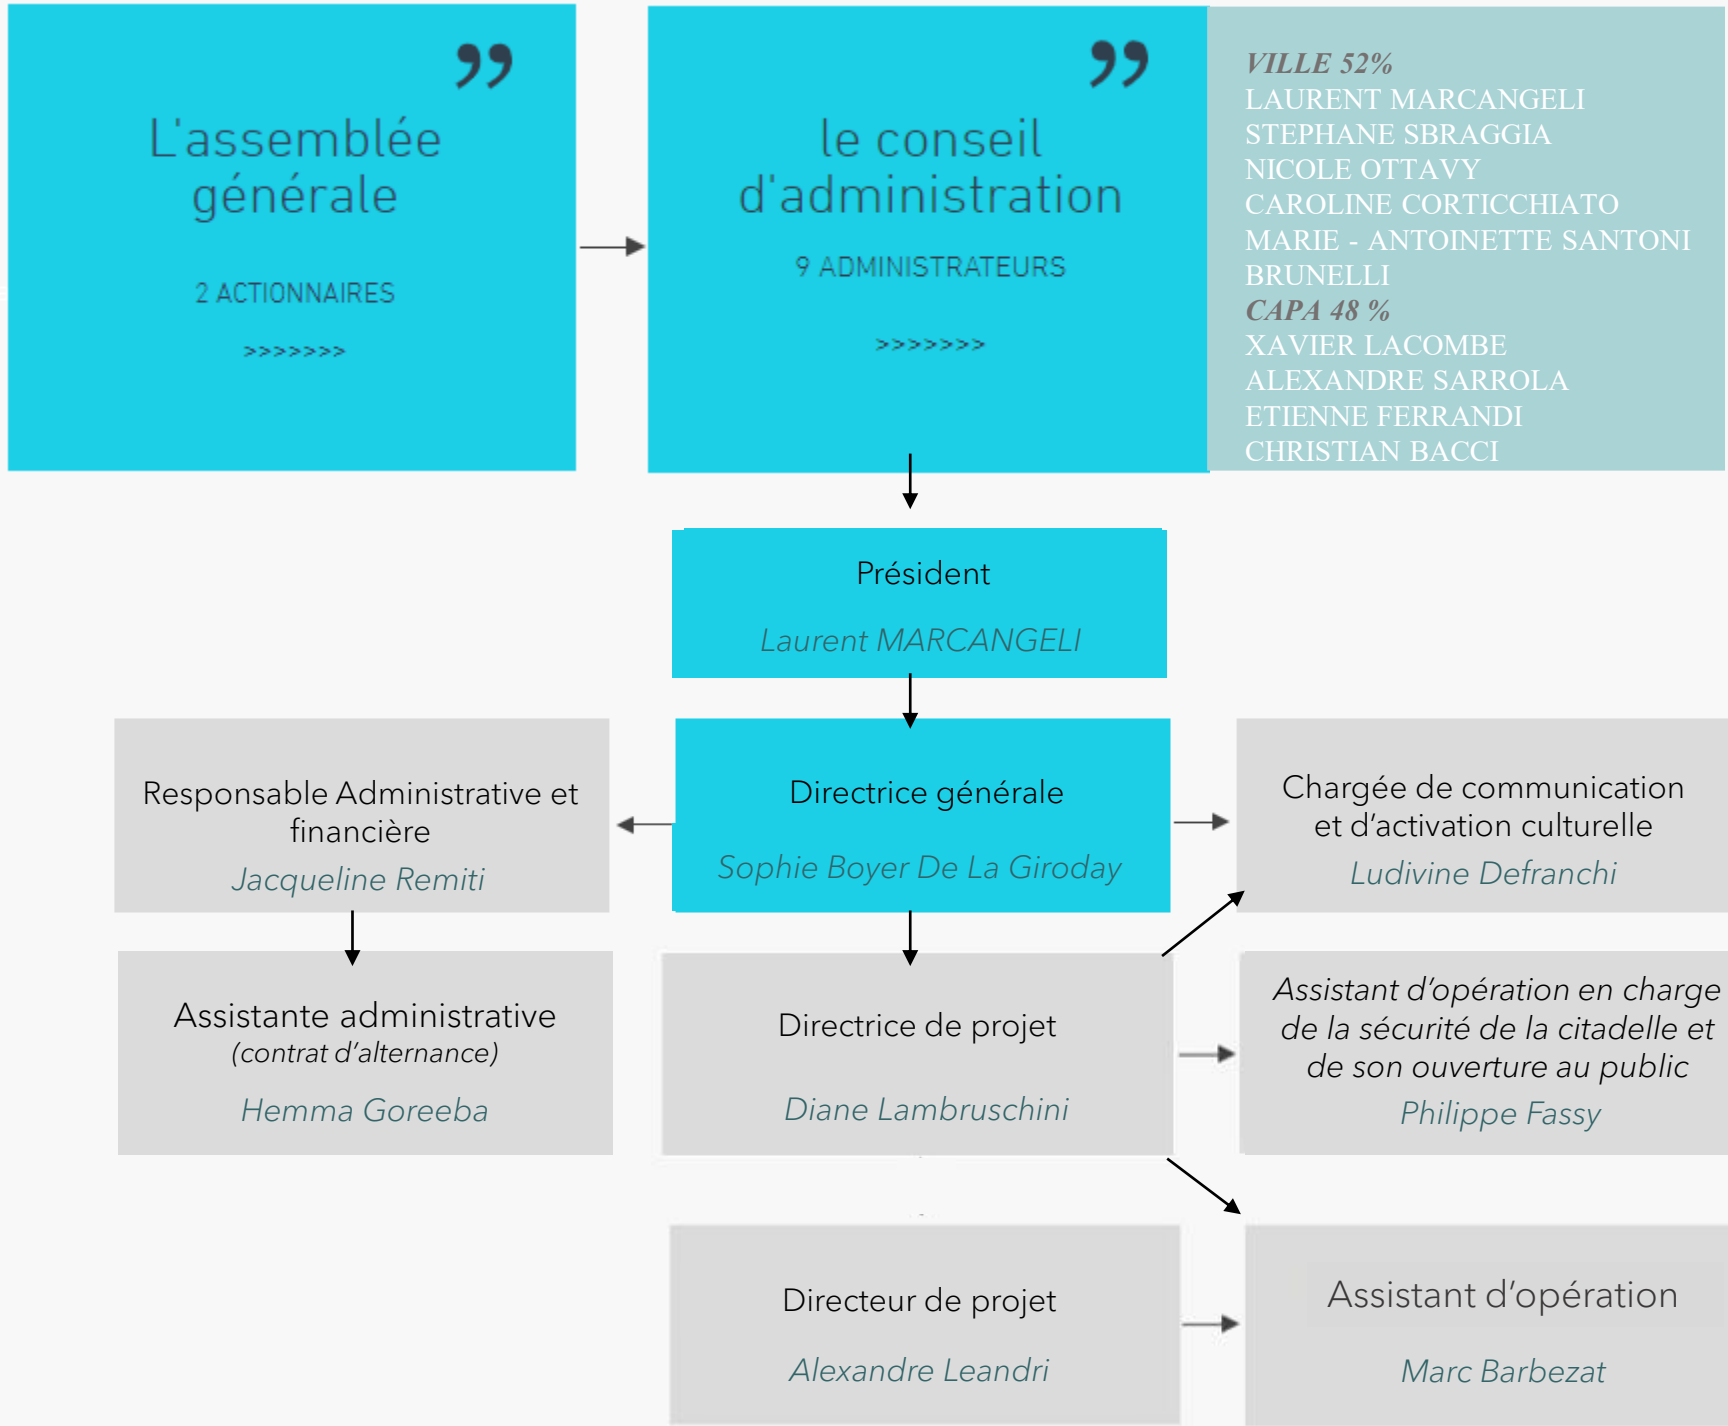 ”
L'assemblée
générale
2 ACTIONNAIRES
>>>>>>>
”
le conseil
d'administration
9 ADMINISTRATEURS
>>>>>>>
VILLE 52%
LAURENT MARCANGELI
STEPHANE SBRAGGIA
NICOLE OTTAVY
CAROLINE CORTICCHIATO
MARIE - ANTOINETTE SANTONI
BRUNELLI
CAPA 48 %
XAVIER LACOMBE
ALEXANDRE SARROLA
ETIENNE FERRANDI
CHRISTIAN BACCI
Président
Laurent MARCANGELI
Responsable Administrative et
financière
Jacqueline Remiti
Directrice générale
Sophie Boyer De La Giroday
Chargée de communication
et d’activation culturelle
Ludivine Defranchi
Assistante administrative
(contrat d’alternance)
Hemma Goreeba
Directrice de projet
Diane Lambruschini
Assistant d’opération en charge
de la sécurité de la citadelle et
de son ouverture au public
Philippe Fassy
Directeur de projet
Alexandre Leandri
Assistant d’opération
Marc Barbezat